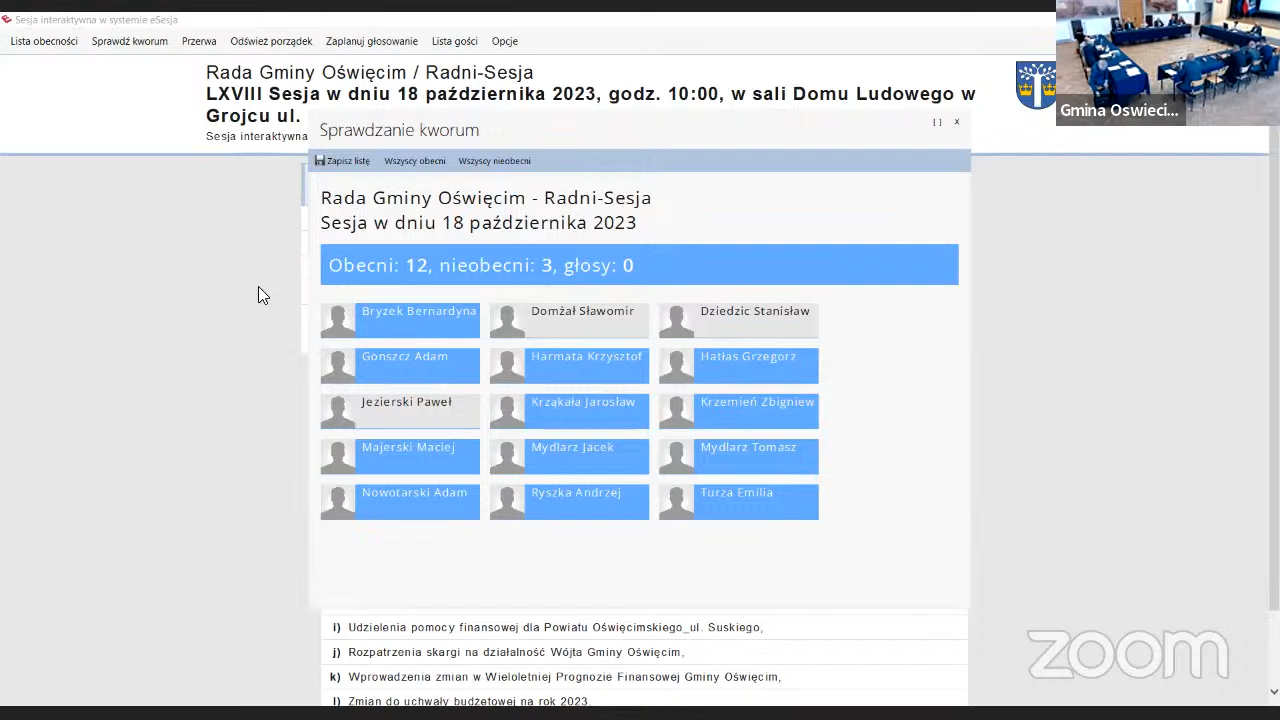 Sesja interaktywna w systemie eSesja
Lista obecności Sprawdź kworum Przerwa Odśwież porządek Zaplanuj głosowanie Lista gości Opcje
Rada Gminy Oświęcim / Radni-Sesja
LXVIII Sesja w dniu 18 października 2023, godz. 10:00, w sali Domu Ludowego w
Grojcu ul.
Sesja interaktywna
Gmina Oswieci...
Sprawdzanie kworum
[ ] x
Zapisz listę Wszyscy obecni Wszyscy nieobecni
Rada Gminy Oświęcim - Radni-Sesja
Sesja w dniu 18 października 2023
Obecni: 12, nieobecni: 3, głosy: 0
Bryzek Bernardyna Domżał Sławomir Dziedzic Stanisław
Gonszcz Adam Harmata Krzysztof Hatłas Grzegorz
Jezierski Paweł Krząkała Jarosław Krzemień Zbigniew
Majerski Maciej Mydlarz Jacek Mydlarz Tomasz
Nowotarski Adam Ryszka Andrzej Turza Emilia
i) Udzielenia pomocy finansowej dla Powiatu Oświęcimskiego_ul. Suskiego,
j) Rozpatrzenia skargi na działalność Wójta Gminy Oświęcim,
k) Wprowadzenia zmian w Wieloletniej Prognozie Finansowej Gminy Oświęcim,
l) Zmian do uchwały budżetowej na rok 2023.
zoom